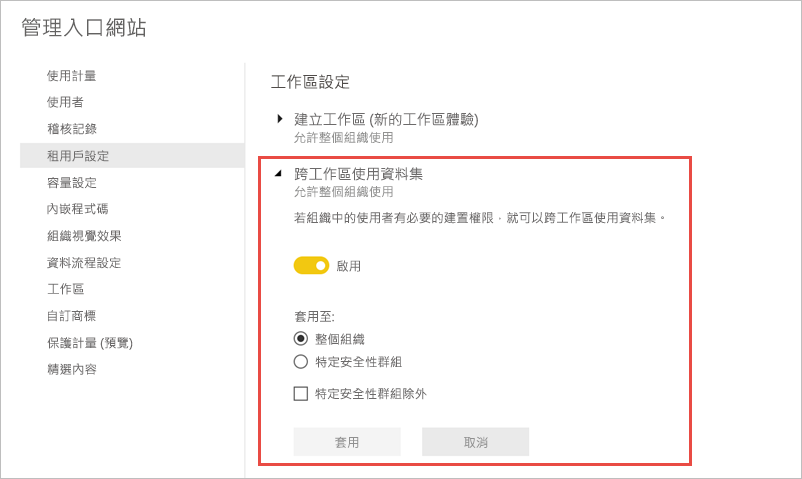 管理入口網站
使用計量
使用者
稽核記錄
租用戶設定
容量設定
內嵌程式碼
組織視覺效果
資料流程設定
工作區
自訂商標
保護計量 (預覽)
精選內容
工作區設定
建立工作區 (新的工作區體驗)
允許整個組織使用
跨工作區使用資料集
允許整個組織使用
若組織中的使用者有必要的建置權限，就可以跨工作區使用資料集。
啟用
套用至:
整個組織
特定安全性群組
特定安全性群組除外
套用
取消